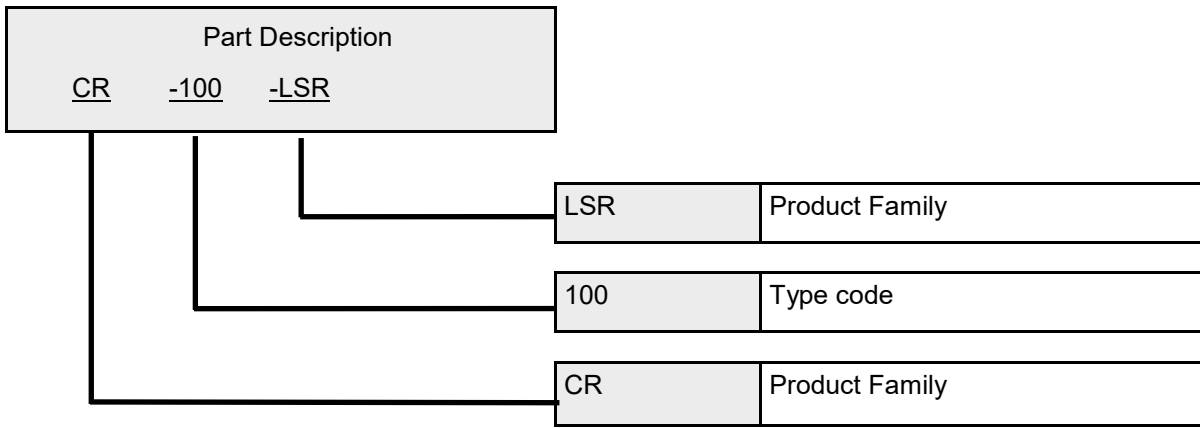 Part Description
CR -100 -LSR
LSR Product Family
100 Type code
CR Product Family